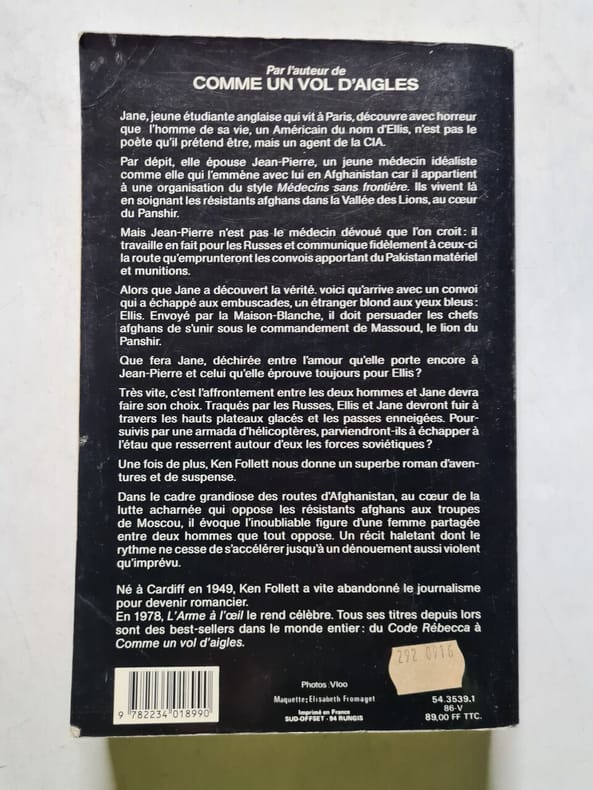 Par l'auteur de
COMME UN VOL D'AIGLES
Jane, jeune étudiante anglaise qui vit à Paris, découvre avec horreur
que l'homme de sa vie, un Américain du nom d'Ellis, n'est pas le
poète qu'il prétend être, mais un agent de la CIA.
Par dépit, elle épouse Jean-Pierre, un jeune médecin idéaliste
comme elle qui l'emmène avec lui en Afghanistan car il appartient
à une organisation du style Médecins sans frontière. Ils vivent là
en soignant les résistants afghans dans la Vallée des Lions, au cœur
du Panshir.
Mais Jean-Pierre n'est pas le médecin dévoué que l'on croit : il
travaille en fait pour les Russes et communique fidèlement à ceux-ci
la route qu'emprunteront les convois apportant du Pakistan matériel
et munitions.
Alors que Jane a découvert la vérité. voici qu'arrive avec un convoi
qui a échappé aux embuscades, un étranger blond aux yeux bleus :
Ellis. Envoyé par la Maison-Blanche, il doit persuader les chefs
afghans de s'unir sous le commandement de Massoud, le lion du
Panshir.
Que fera Jane, déchirée entre l'amour qu'elle porte encore à
Jean-Pierre et celui qu'elle éprouve toujours pour Ellis ?
Très vite, c'est l'affrontement entre les deux hommes et Jane devra
faire son choix. Traqués par les Russes, Ellis et Jane devront fuir à
travers les hauts plateaux glacés et les passes enneigées. Pour-
suivis par une armada d'hélicoptères, parviendront-ils à échapper à
l'étau que resserrent autour d'eux les forces soviétiques ?
Une fois de plus, Ken Follett nous donne un superbe roman d'aven-
tures et de suspense.
Dans le cadre grandiose des routes d'Afghanistan, au cœur de la
lutte acharnée qui oppose les résistants afghans aux troupes
de Moscou, il évoque l'inoubliable figure d'une femme partagée
entre deux hommes que tout oppose. Un récit haletant dont le
rythme ne cesse de s'accélérer jusqu'à un dénouement aussi violent
qu'imprévu.
Né à Cardiff en 1949, Ken Follett a vite abandonné le journalisme
pour devenir romancier.
En 1978, L'Arme à l'œil le rend célèbre. Tous ses titres depuis lors
sont des best-sellers dans le monde entier : du Code Rébecca à
Comme un vol d'aigles.
292 0916
Photos : Vloo
Maquette : Elisabeth Fromaget
Imprimé en France
SUD-OFFSET - 94 RUNGIS
54.3539.1
86-V
89,00 FF TTC.
9 782234 018990